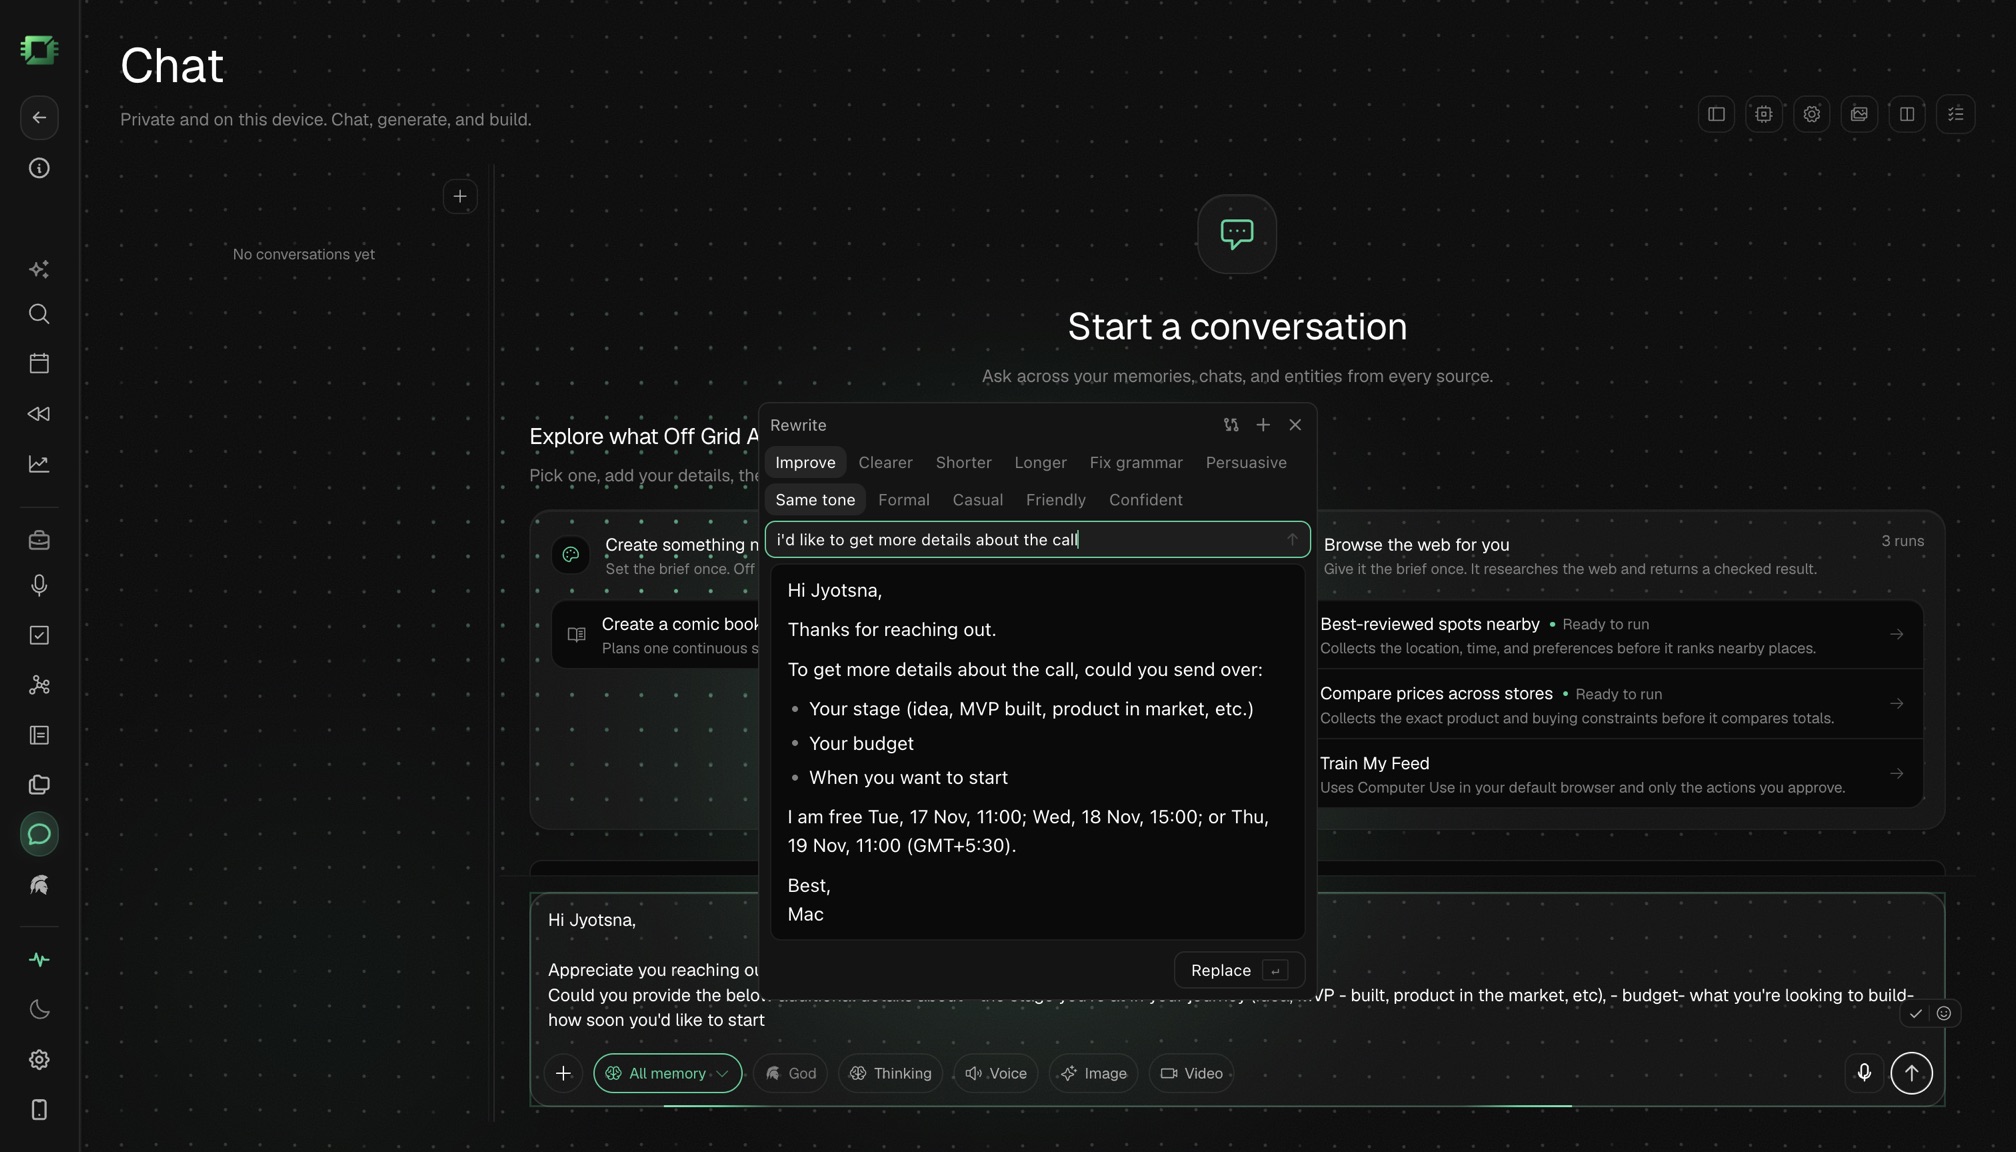 Chat
Private and on this device. Chat, generate, and build.
No conversations yet
Start a conversation
Ask across your memories, chats, and entities from every source.
Explore what Off Grid A
Pick one, add your details, the
Create something n
Set the brief once. Off
Create a comic book
Plans one continuous s
Rewrite
Improve Clearer Shorter Longer Fix grammar Persuasive
Same tone Formal Casual Friendly Confident
i'd like to get more details about the call
Hi Jyotsna,
Thanks for reaching out.
To get more details about the call, could you send over:
• Your stage (idea, MVP built, product in market, etc.)
• Your budget
• When you want to start
I am free Tue, 17 Nov, 11:00; Wed, 18 Nov, 15:00; or Thu,
19 Nov, 11:00 (GMT+5:30).
Best,
Mac
Replace
Browse the web for you 3 runs
Give it the brief once. It researches the web and returns a checked result.
Best-reviewed spots nearby • Ready to run
Collects the location, time, and preferences before it ranks nearby places.
Compare prices across stores • Ready to run
Collects the exact product and buying constraints before it compares totals.
Train My Feed
Uses Computer Use in your default browser and only the actions you approve.
Hi Jyotsna,
Appreciate you reaching ou
Could you provide the below VP - built, product in the market, etc), - budget- what you're looking to build-
how soon you'd like to start
All memory God Thinking Voice Image Video